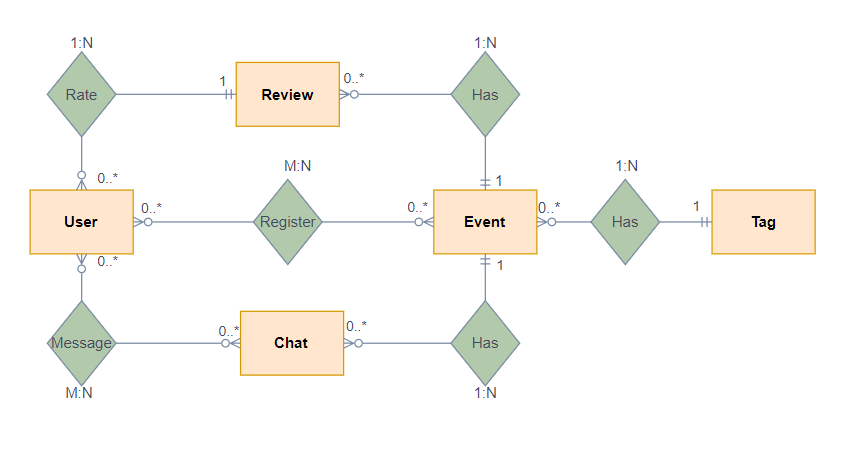 1:N
1:N
Rate
1
Review
0..*
Has
0..*
1
M:N
1:N
User
0..*
Register
0..*
Event
0..*
Has
1
Tag
0..*
1
Message
0..*
Chat
0..*
Has
M:N
1:N